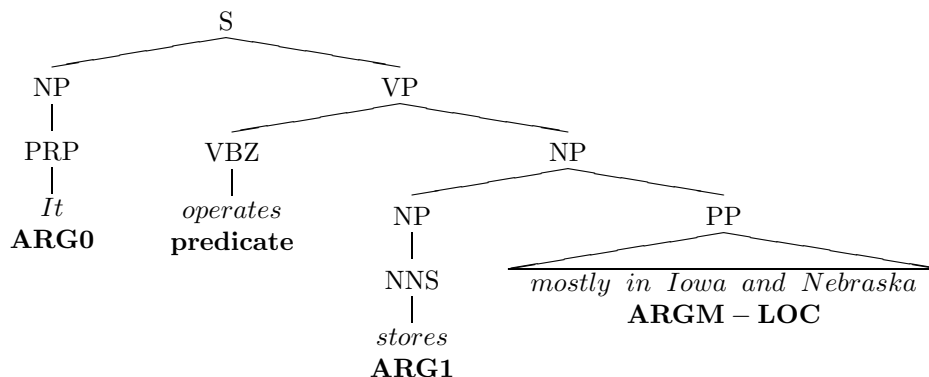 S
NP VP
PRP VBZ NP
It operates NP PP
ARG0 predicate NNS mostly in Iowa and Nebraska
stores ARGM – LOC
ARG1